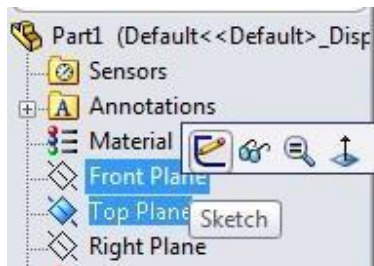 Part1 (Default<<Default>_Disp
Sensors
Annotations
Material
Front Plane
Top Plane
Sketch
Right Plane